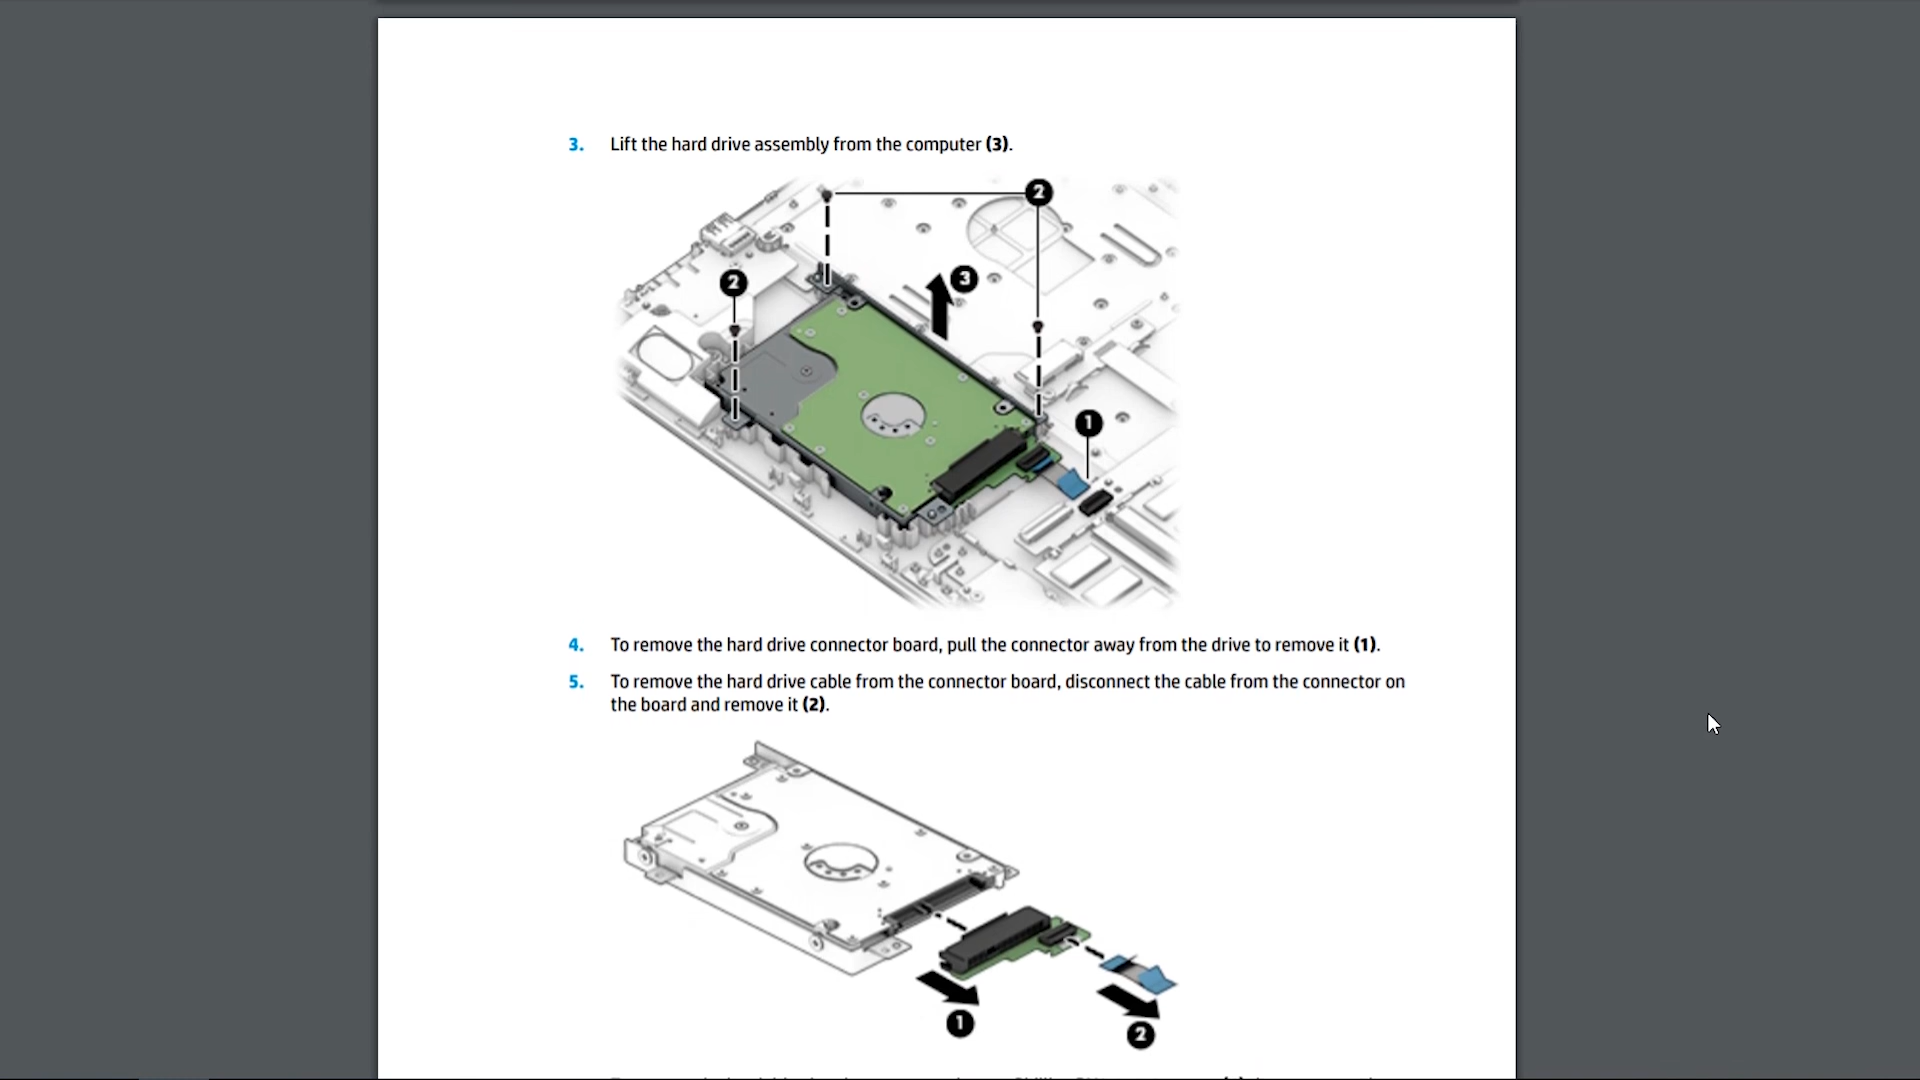 3. Lift the hard drive assembly from the computer (3).
2
2
3
1
4. To remove the hard drive connector board, pull the connector away from the drive to remove it (1).
5. To remove the hard drive cable from the connector board, disconnect the cable from the connector on
the board and remove it (2).
1
2